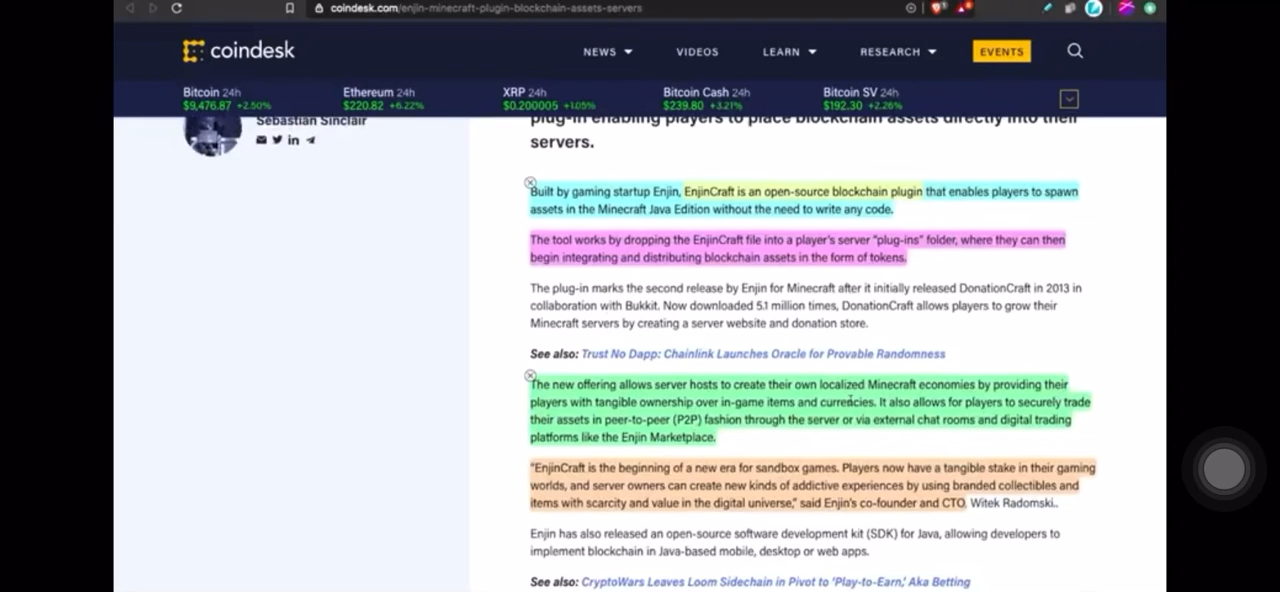 coindesk.com/enjin-minecraft-plugin-blockchain-assets-servers
coindesk
NEWS VIDEOS LEARN RESEARCH EVENTS
Bitcoin 24h
$9,476.87 +2.50%
Ethereum 24h
$220.82 +6.22%
XRP 24h
$0.200005 +1.05%
Bitcoin Cash 24h
$239.80 +3.21%
Bitcoin SV 24h
$192.30 +2.26%
Sebastian Sinclair
plug-in enabling players to place blockchain assets directly into their
servers.
Built by gaming startup Enjin, EnjinCraft is an open-source blockchain plugin that enables players to spawn
assets in the Minecraft Java Edition without the need to write any code.
The tool works by dropping the EnjinCraft file into a player's server "plug-ins" folder, where they can then
begin integrating and distributing blockchain assets in the form of tokens.
The plug-in marks the second release by Enjin for Minecraft after it initially released DonationCraft in 2013 in
collaboration with Bukkit. Now downloaded 5.1 million times, DonationCraft allows players to grow their
Minecraft servers by creating a server website and donation store.
See also: Trust No Dapp: Chainlink Launches Oracle for Provable Randomness
The new offering allows server hosts to create their own localized Minecraft economies by providing their
players with tangible ownership over in-game items and currencies. It also allows for players to securely trade
their assets in peer-to-peer (P2P) fashion through the server or via external chat rooms and digital trading
platforms like the Enjin Marketplace.
"EnjinCraft is the beginning of a new era for sandbox games. Players now have a tangible stake in their gaming
worlds, and server owners can create new kinds of addictive experiences by using branded collectibles and
items with scarcity and value in the digital universe," said Enjin's co-founder and CTO, Witek Radomski..
Enjin has also released an open-source software development kit (SDK) for Java, allowing developers to
implement blockchain in Java-based mobile, desktop or web apps.
See also: CryptoWars Leaves Loom Sidechain in Pivot to 'Play-to-Earn,' Aka Betting